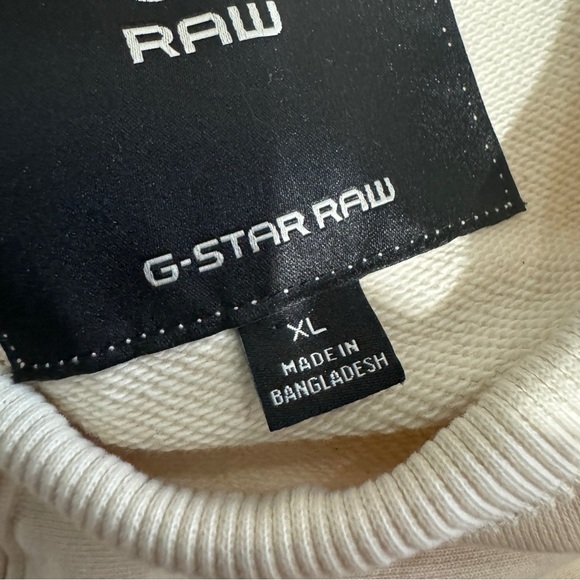 RAW
G-STAR RAW
XL
MADE IN
BANGLADESH